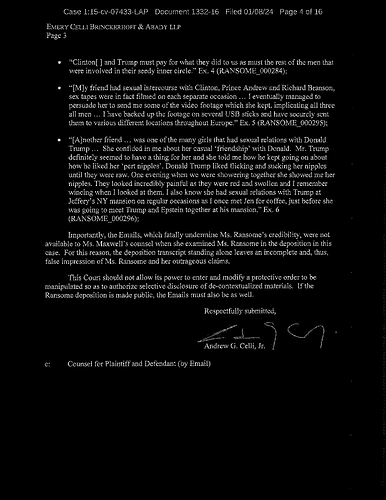 Case 1:15-cv-07433-LAP   Document 1332-16   Filed 01/08/24   Page 4 of 16
EMERY CELLI BRINCKERHOFF & ABADY LLP
Page 3
• "Clinton[ ] and Trump must pay for what they did to us as must the rest of the men that
were involved in their seedy inner circle." Ex. 4 (RANSOME_000284);
• "[M]y friend had sexual intercourse with Clinton, Prince Andrew and Richard Branson,
sex tapes were in fact filmed on each separate occasion … I eventually managed to
persuade her to send me some of the video footage which she kept, implicating all three
all men … I have backed up the footage on several USB sticks and have securely sent
them to various different locations throughout Europe." Ex. 5 (RANSOME_000295);
• "[A]nother friend … was one of the many girls that had sexual relations with Donald
Trump … She confided in me about her casual 'friendship' with Donald. Mr. Trump
definitely seemed to have a thing for her and she told me how he kept going on about
how he liked her 'pert nipples'. Donald Trump liked flicking and sucking her nipples
until they were raw. One evening when we were showering together she showed me her
nipples. They looked incredibly painful as they were red and swollen and I remember
wincing when I looked at them. I also know she had sexual relations with Trump at
Jeffery's NY mansion on regular occasions as I once met Jen for coffee, just before she
was going to meet Trump and Epstein together at his mansion." Ex. 6
(RANSOME_000296);
Importantly, the Emails, which fatally undermine Ms. Ransome's credibility, were not
available to Ms. Maxwell's counsel when she examined Ms. Ransome in the deposition in this
case. For this reason, the deposition transcript standing alone leaves an incomplete and, thus,
false impression of Ms. Ransome and her outrageous claims.
This Court should not allow its power to enter and modify a protective order to be
manipulated so as to authorize selective disclosure of de-contextualized materials. If the
Ransome deposition is made public, the Emails must also be as well.
Respectfully submitted,
Andrew G. Celli, Jr.
c: Counsel for Plaintiff and Defendant (by Email)